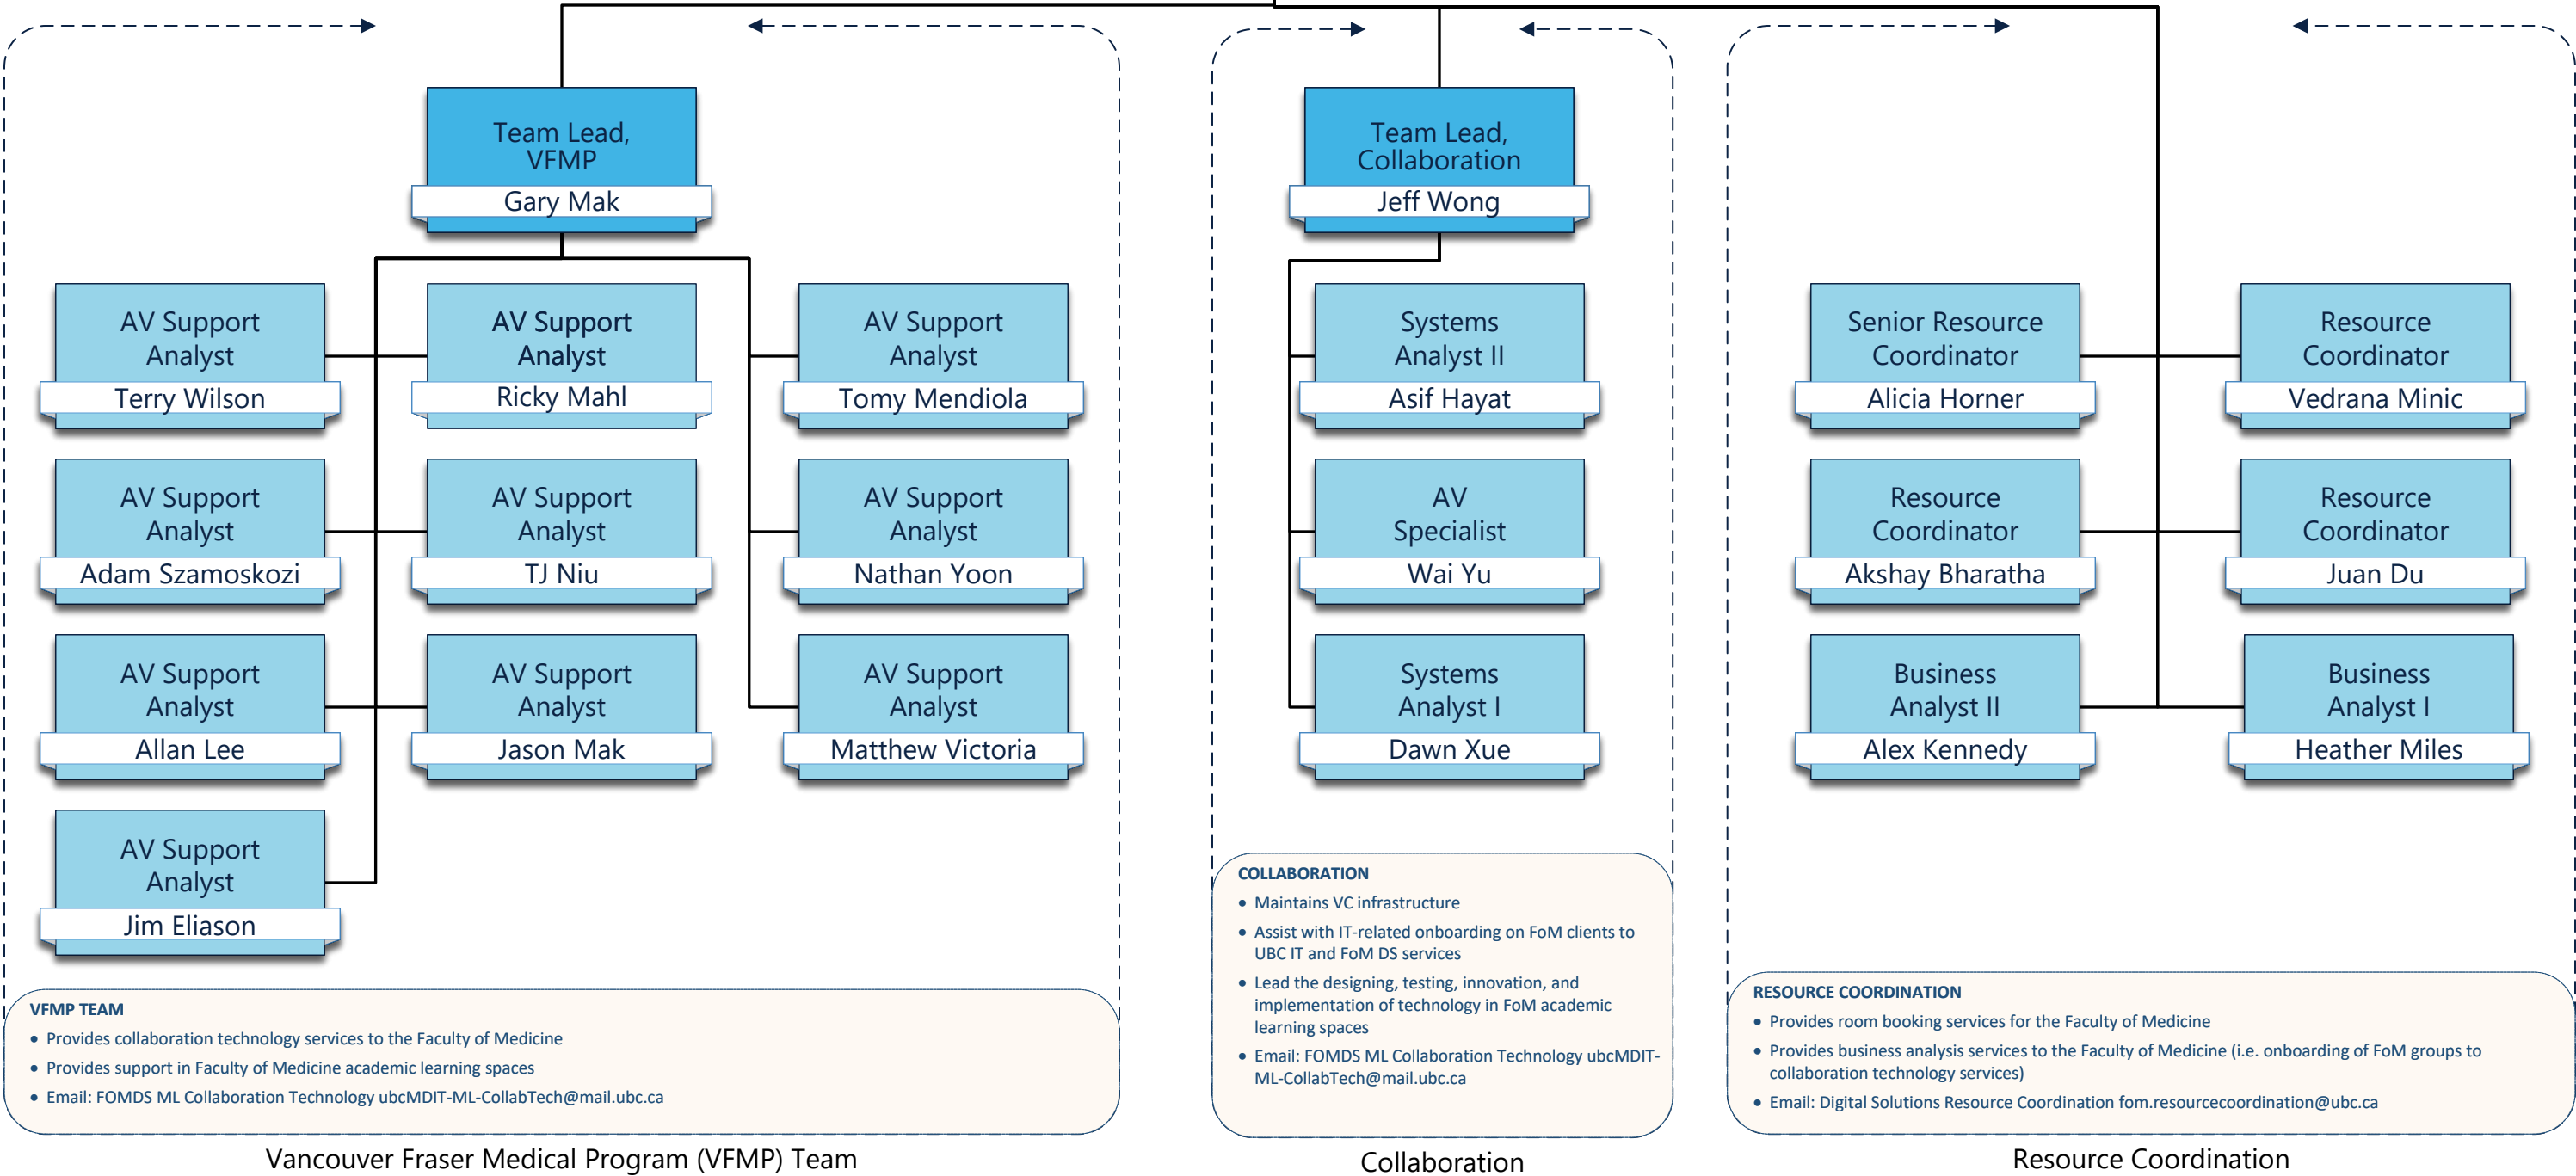 Team Lead,
VFMP
Gary Mak
AV Support
Analyst
Terry Wilson
AV Support
Analyst
Ricky Mahl
AV Support
Analyst
Tomy Mendiola
AV Support
Analyst
Adam Szamoskozi
AV Support
Analyst
TJ Niu
AV Support
Analyst
Nathan Yoon
AV Support
Analyst
Allan Lee
AV Support
Analyst
Jason Mak
AV Support
Analyst
Matthew Victoria
AV Support
Analyst
Jim Eliason
VFMP TEAM
• Provides collaboration technology services to the Faculty of Medicine
• Provides support in Faculty of Medicine academic learning spaces
• Email: FOMDS ML Collaboration Technology ubcMDIT-ML-CollabTech@mail.ubc.ca
Vancouver Fraser Medical Program (VFMP) Team
Team Lead,
Collaboration
Jeff Wong
Systems
Analyst II
Asif Hayat
AV
Specialist
Wai Yu
Systems
Analyst I
Dawn Xue
COLLABORATION
• Maintains VC infrastructure
• Assist with IT-related onboarding on FoM clients to
UBC IT and FoM DS services
• Lead the designing, testing, innovation, and
implementation of technology in FoM academic
learning spaces
• Email: FOMDS ML Collaboration Technology ubcMDIT-
ML-CollabTech@mail.ubc.ca
Collaboration
Senior Resource
Coordinator
Alicia Horner
Resource
Coordinator
Vedrana Minic
Resource
Coordinator
Akshay Bharatha
Resource
Coordinator
Juan Du
Business
Analyst II
Alex Kennedy
Business
Analyst I
Heather Miles
RESOURCE COORDINATION
• Provides room booking services for the Faculty of Medicine
• Provides business analysis services to the Faculty of Medicine (i.e. onboarding of FoM groups to
collaboration technology services)
• Email: Digital Solutions Resource Coordination fom.resourcecoordination@ubc.ca
Resource Coordination